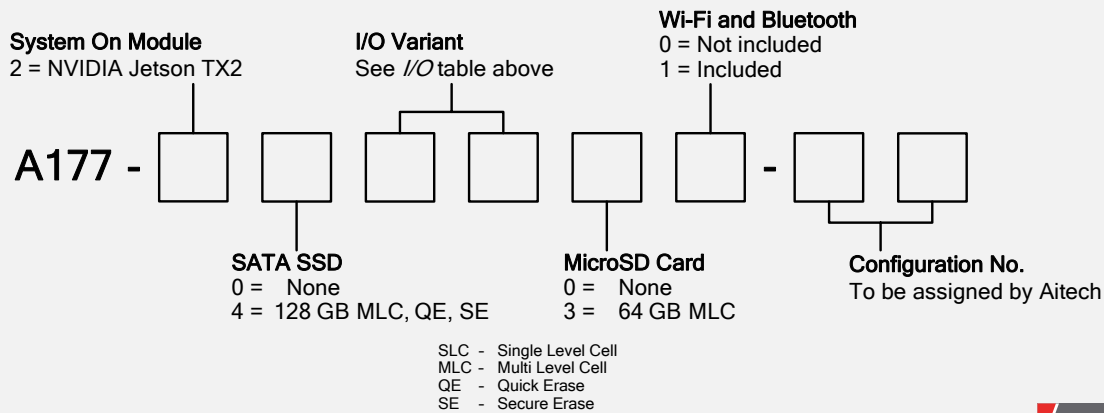 System On Module
2 = NVIDIA Jetson TX2
I/O Variant
See I/O table above
Wi-Fi and Bluetooth
0 = Not included
1 = Included
A177 - -
SATA SSD
0 = None
4 = 128 GB MLC, QE, SE
MicroSD Card
0 = None
3 = 64 GB MLC
Configuration No.
To be assigned by Aitech
SLC - Single Level Cell
MLC - Multi Level Cell
QE - Quick Erase
SE - Secure Erase